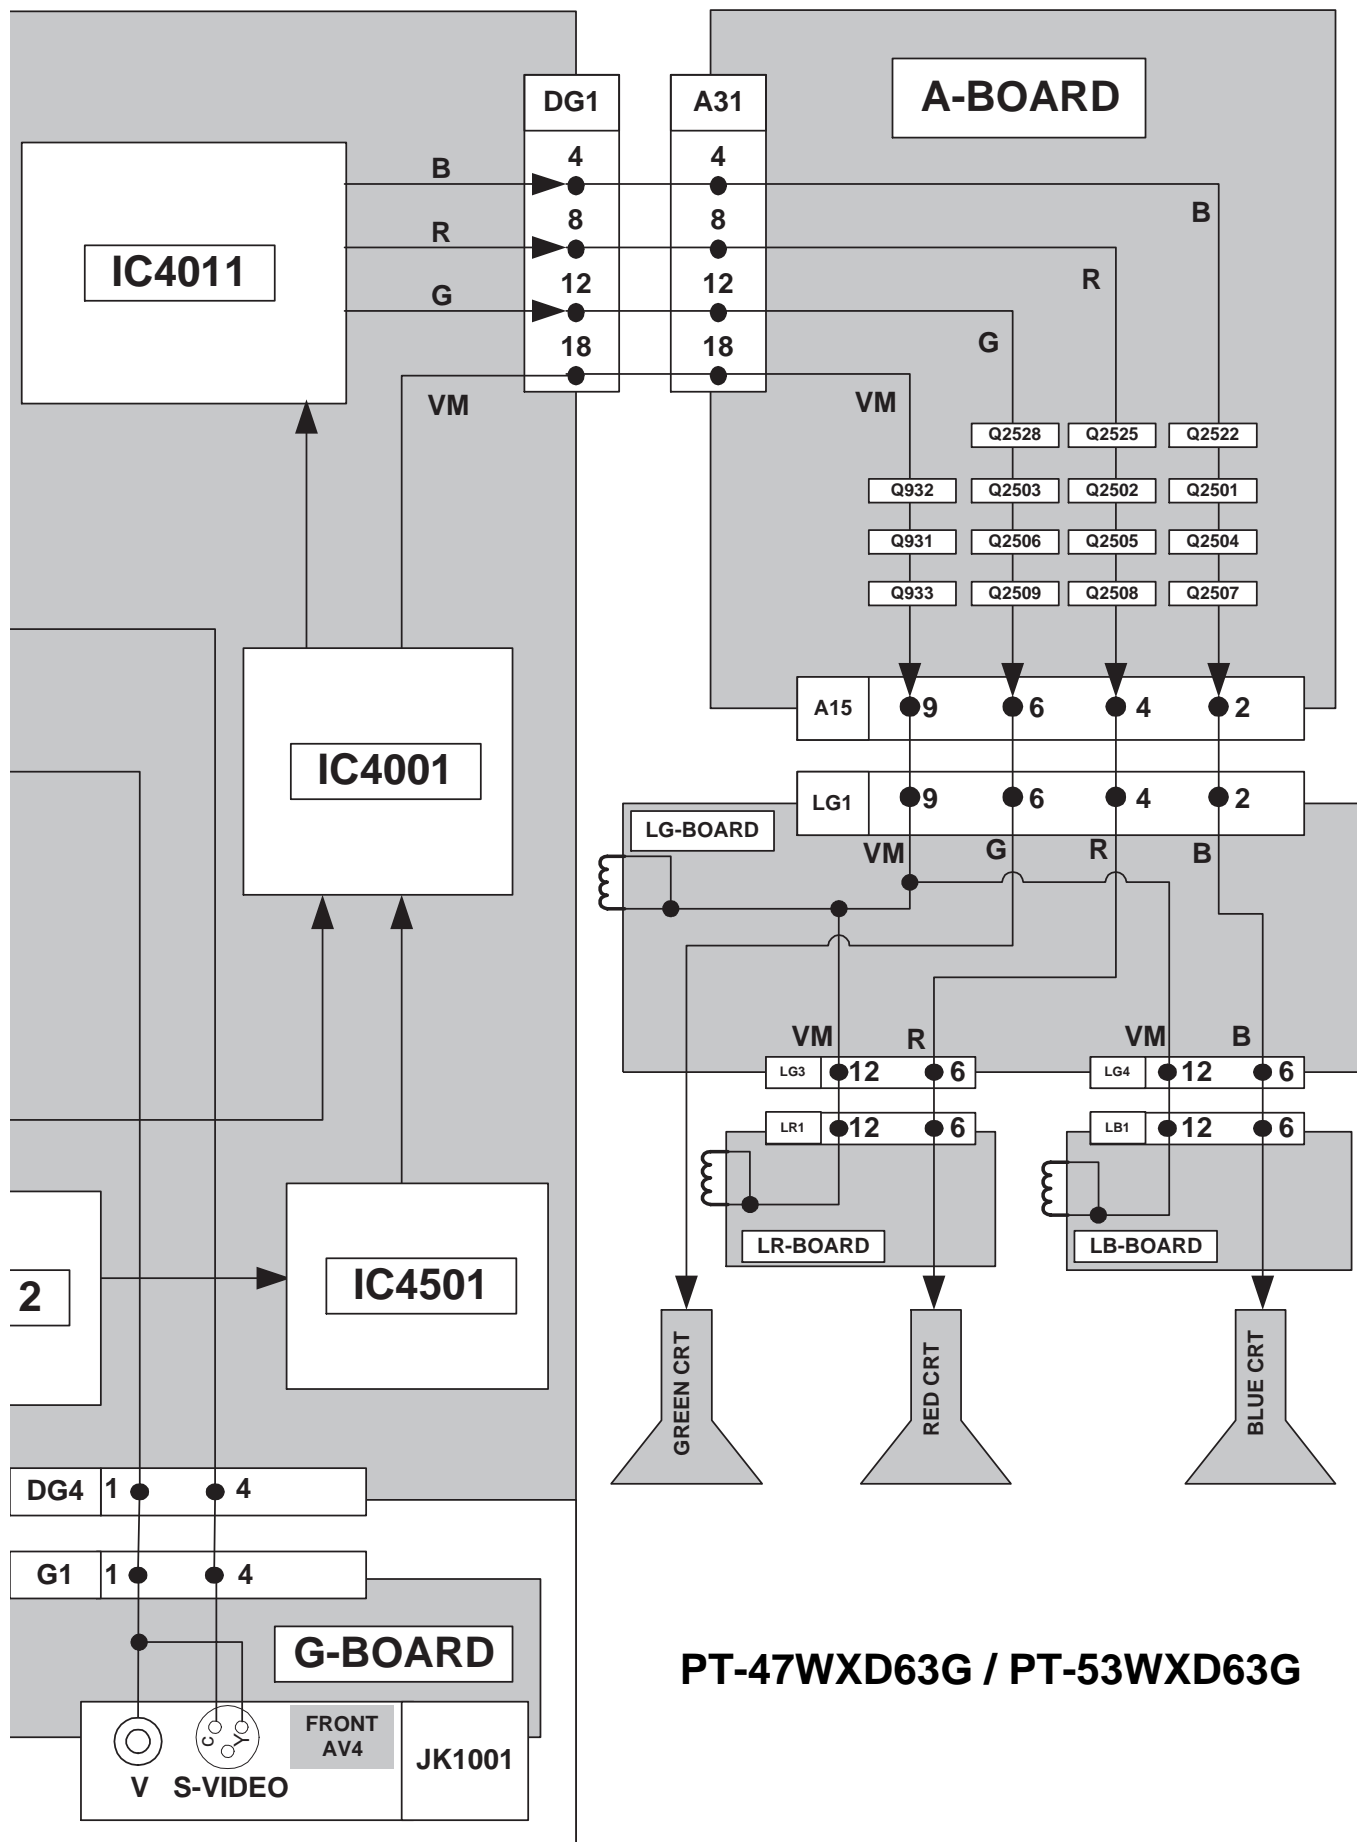 DG1
A31
A-BOARD
4
4
B
B
8
8
R
R
IC4011
12
12
G
G
18
18
VM
VM
Q2528
Q2525
Q2522
Q932
Q2503
Q2502
Q2501
Q931
Q2506
Q2505
Q2504
Q933
Q2509
Q2508
Q2507
A15
9
6
4
2
IC4001
LG1
9
6
4
2
LG-BOARD
VM
G
R
B
VM
R
VM
B
LG3
12
6
LG4
12
6
LR1
12
6
LB1
12
6
LR-BOARD
LB-BOARD
2
IC4501
GREEN CRT
RED CRT
BLUE CRT
DG4
1
4
G1
1
4
G-BOARD
PT-47WXD63G / PT-53WXD63G
C
Y
FRONT
AV4
JK1001
V
S-VIDEO